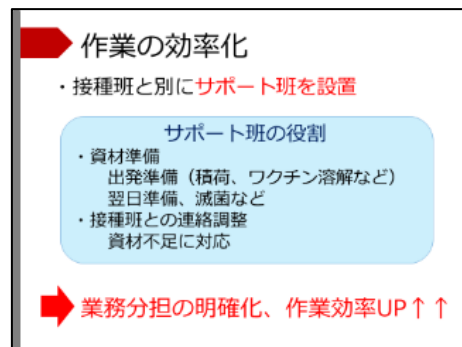 作業の効率化
・接種班と別にサポート班を設置
サポート班の役割
・資材準備
出発準備（積荷、ワクチン溶解など）
翌日準備、滅菌など
・接種班との連絡調整
資材不足に対応
業務分担の明確化、作業効率UP↑↑